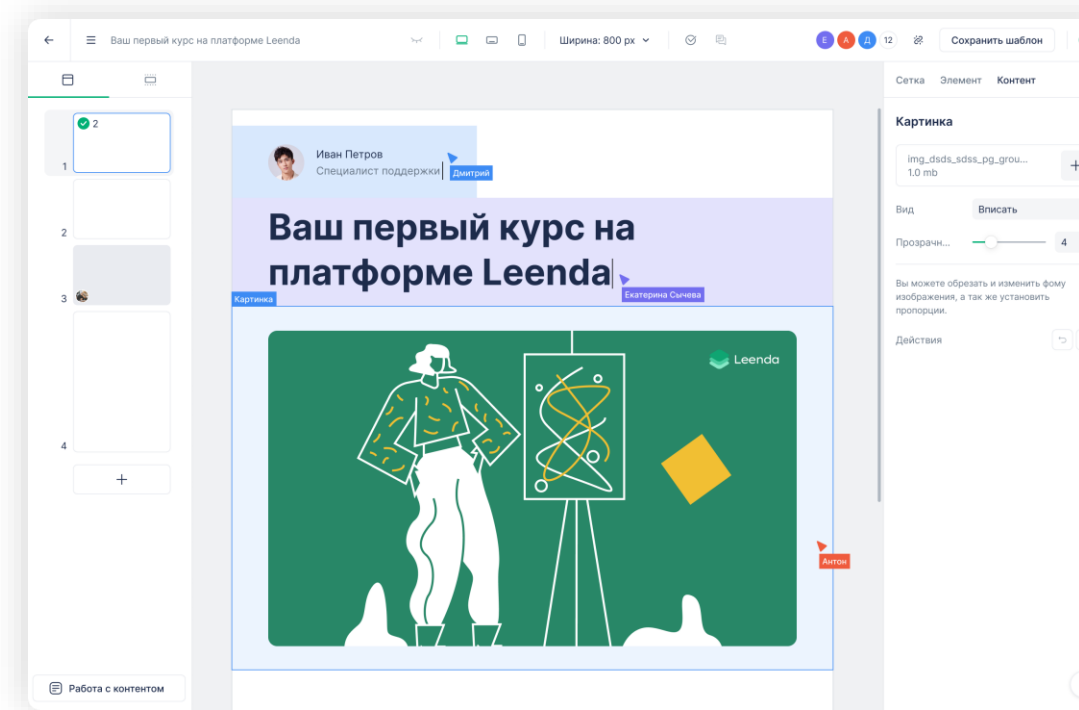 Ваш первый курс на платформе Leenda
Ширина: 800 px
Е А Д 12
Сохранить шаблон
Сетка Элемент Контент
2
1
2
3
4
Работа с контентом
Иван Петров
Специалист поддержки
Дмитрий
Ваш первый курс на
платформе Leenda
Екатерина Сычева
Картинка
Leenda
Антон
Картинка
img_dsds_sdss_pg_grou...
1.0 mb
Вид Вписать
Прозрачн... 4
Вы можете обрезать и изменить фому
изображения, а так же установить
пропорции.
Действия